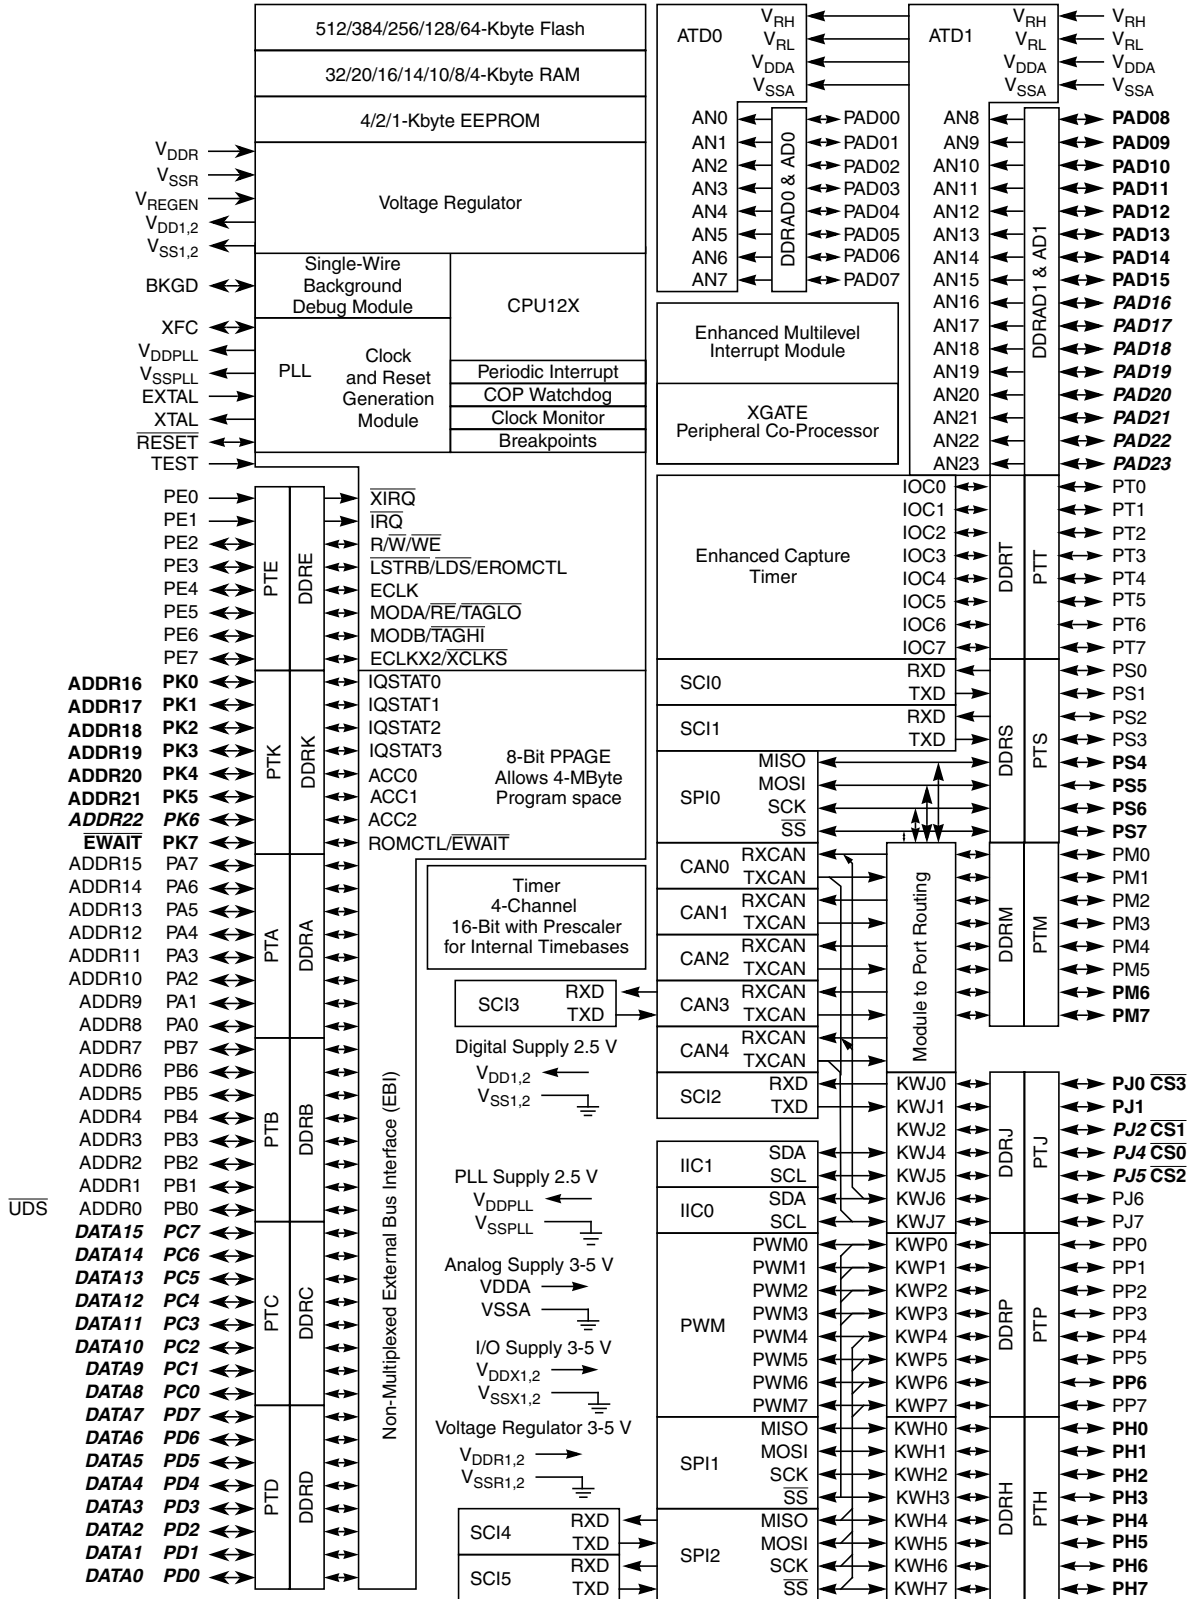 512/384/256/128/64-Kbyte Flash
32/20/16/14/10/8/4-Kbyte RAM
4/2/1-Kbyte EEPROM
VDDR
VSSR
VREGEN
VDD1,2
VSS1,2
Voltage Regulator
BKGD
Single-Wire
Background
Debug Module
CPU12X
XFC
VDDPLL
VSSPLL
EXTAL
XTAL
RESET
TEST
PLL
Clock
and Reset
Generation
Module
Periodic Interrupt
COP Watchdog
Clock Monitor
Breakpoints
PE0
PE1
PE2
PE3
PE4
PE5
PE6
PE7
PTE
DDRE
XIRQ
IRQ
R/W/WE
LSTRB/LDS/EROMCTL
ECLK
MODA/RE/TAGLO
MODB/TAGHI
ECLKX2/XCLKS
ADDR16 PK0
ADDR17 PK1
ADDR18 PK2
ADDR19 PK3
ADDR20 PK4
ADDR21 PK5
ADDR22 PK6
EWAIT PK7
PTK
DDRK
IQSTAT0
IQSTAT1
IQSTAT2
IQSTAT3
ACC0
ACC1
ACC2
ROMCTL/EWAIT
8-Bit PPAGE
Allows 4-MByte
Program space
ADDR15 PA7
ADDR14 PA6
ADDR13 PA5
ADDR12 PA4
ADDR11 PA3
ADDR10 PA2
ADDR9 PA1
ADDR8 PA0
PTA
DDRA
ADDR7 PB7
ADDR6 PB6
ADDR5 PB5
ADDR4 PB4
ADDR3 PB3
ADDR2 PB2
ADDR1 PB1
UDS ADDR0 PB0
PTB
DDRB
DATA15 PC7
DATA14 PC6
DATA13 PC5
DATA12 PC4
DATA11 PC3
DATA10 PC2
DATA9 PC1
DATA8 PC0
PTC
DDRC
DATA7 PD7
DATA6 PD6
DATA5 PD5
DATA4 PD4
DATA3 PD3
DATA2 PD2
DATA1 PD1
DATA0 PD0
PTD
DDRD
Non-Multiplexed External Bus Interface (EBI)
Timer
4-Channel
16-Bit with Prescaler
for Internal Timebases
SCI3
RXD
TXD
Digital Supply 2.5 V
VDD1,2
VSS1,2
PLL Supply 2.5 V
VDDPLL
VSSPLL
Analog Supply 3-5 V
VDDA
VSSA
I/O Supply 3-5 V
VDDX1,2
VSSX1,2
Voltage Regulator 3-5 V
VDDR1,2
VSSR1,2
SCI4
RXD
TXD
SCI5
RXD
TXD
ATD0
VRH
VRL
VDDA
VSSA
AN0
AN1
AN2
AN3
AN4
AN5
AN6
AN7
DDRAD0 & AD0
PAD00
PAD01
PAD02
PAD03
PAD04
PAD05
PAD06
PAD07
ATD1
VRH
VRL
VDDA
VSSA
VRH
VRL
VDDA
VSSA
AN8
AN9
AN10
AN11
AN12
AN13
AN14
AN15
AN16
AN17
AN18
AN19
AN20
AN21
AN22
AN23
DDRAD1 & AD1
PAD08
PAD09
PAD10
PAD11
PAD12
PAD13
PAD14
PAD15
PAD16
PAD17
PAD18
PAD19
PAD20
PAD21
PAD22
PAD23
Enhanced Multilevel
Interrupt Module
XGATE
Peripheral Co-Processor
Enhanced Capture
Timer
IOC0
IOC1
IOC2
IOC3
IOC4
IOC5
IOC6
IOC7
DDRT
PTT
PT0
PT1
PT2
PT3
PT4
PT5
PT6
PT7
SCI0
RXD
TXD
SCI1
RXD
TXD
SPI0
MISO
MOSI
SCK
SS
DDRS
PTS
PS0
PS1
PS2
PS3
PS4
PS5
PS6
PS7
CAN0
RXCAN
TXCAN
CAN1
RXCAN
TXCAN
CAN2
RXCAN
TXCAN
CAN3
RXCAN
TXCAN
CAN4
RXCAN
TXCAN
Module to Port Routing
DDRM
PTM
PM0
PM1
PM2
PM3
PM4
PM5
PM6
PM7
SCI2
RXD
TXD
IIC1
SDA
SCL
IIC0
SDA
SCL
KWJ0
KWJ1
KWJ2
KWJ4
KWJ5
KWJ6
KWJ7
DDRJ
PTJ
PJ0 CS3
PJ1
PJ2 CS1
PJ4 CS0
PJ5 CS2
PJ6
PJ7
PWM
PWM0
PWM1
PWM2
PWM3
PWM4
PWM5
PWM6
PWM7
KWP0
KWP1
KWP2
KWP3
KWP4
KWP5
KWP6
KWP7
DDRP
PTP
PP0
PP1
PP2
PP3
PP4
PP5
PP6
PP7
SPI1
MISO
MOSI
SCK
SS
SPI2
MISO
MOSI
SCK
SS
KWH0
KWH1
KWH2
KWH3
KWH4
KWH5
KWH6
KWH7
DDRH
PTH
PH0
PH1
PH2
PH3
PH4
PH5
PH6
PH7